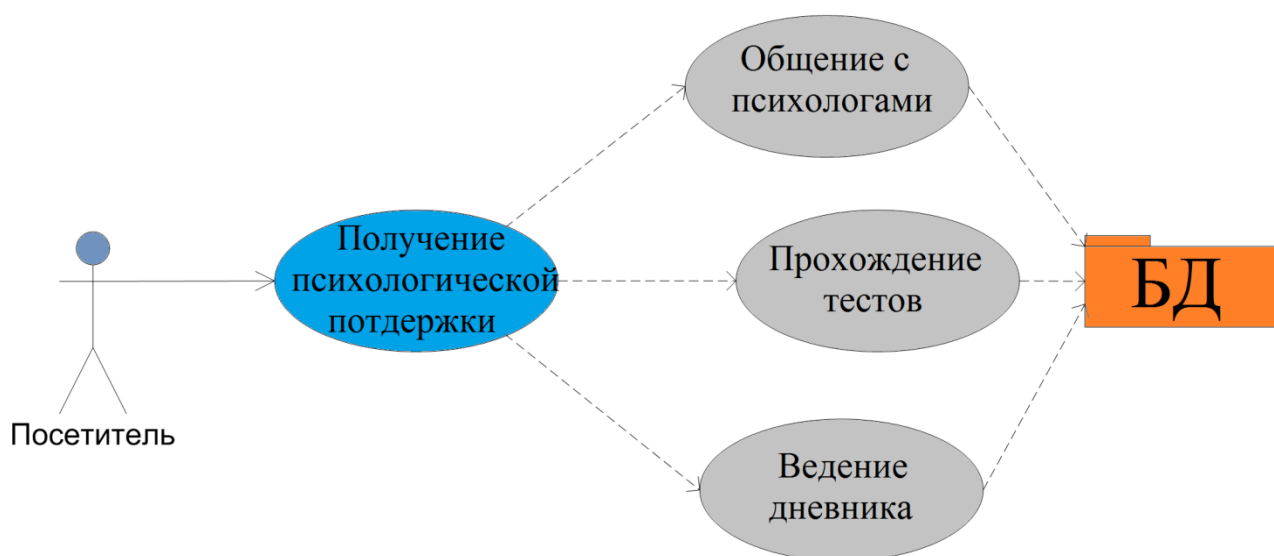 Общение с
психологами
Получение
психологической
потдержки
Прохождение
тестов
БД
Посетитель
Ведение
дневника